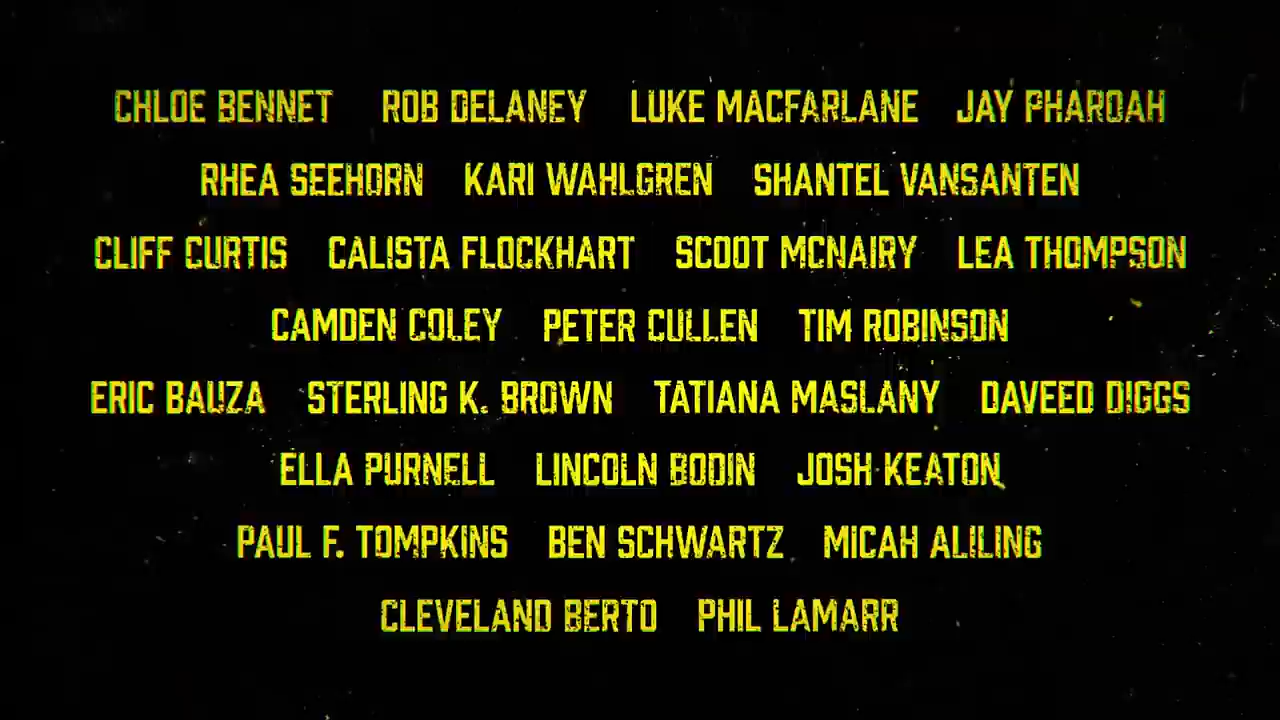 CHLOE BENNET ROB DELANEY LUKE MACFARLANE JAY PHAROAH
RHEA SEEHORN KARI WAHLGREN SHANTEL VANSANTEN
CLIFF CURTIS CALISTA FLOCKHART SCOOT MCNAIRY LEA THOMPSON
CAMDEN COLEY PETER CULLEN TIM ROBINSON
ERIC BAUZA STERLING K. BROWN TATIANA MASLANY DAVEED DIGGS
ELLA PURNELL LINCOLN BODIN JOSH KEATON
PAUL F. TOMPKINS BEN SCHWARTZ MICAH ALILING
CLEVELAND BERTO PHIL LAMARR